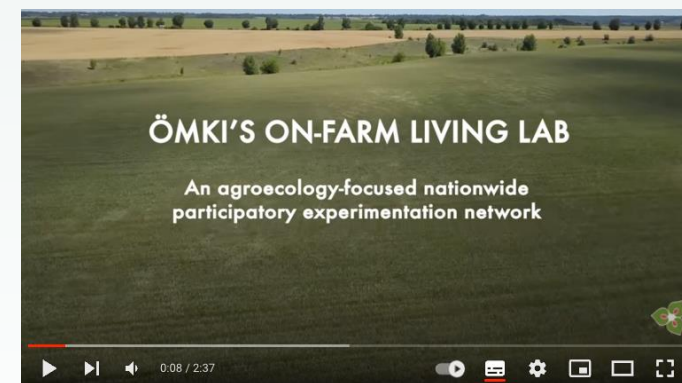 ÖMKI'S ON-FARM LIVING LAB
An agroecology-focused nationwide
participatory experimentation network
0:08 / 2:37